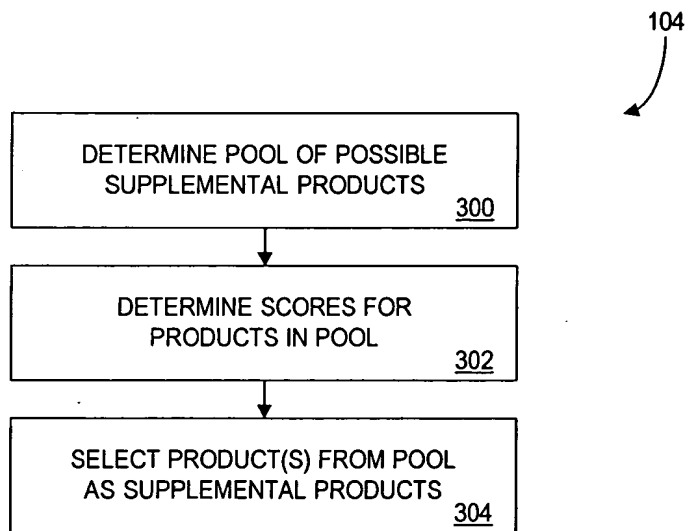 104
DETERMINE POOL OF POSSIBLE
SUPPLEMENTAL PRODUCTS
300
DETERMINE SCORES FOR
PRODUCTS IN POOL
302
SELECT PRODUCT(S) FROM POOL
AS SUPPLEMENTAL PRODUCTS
304